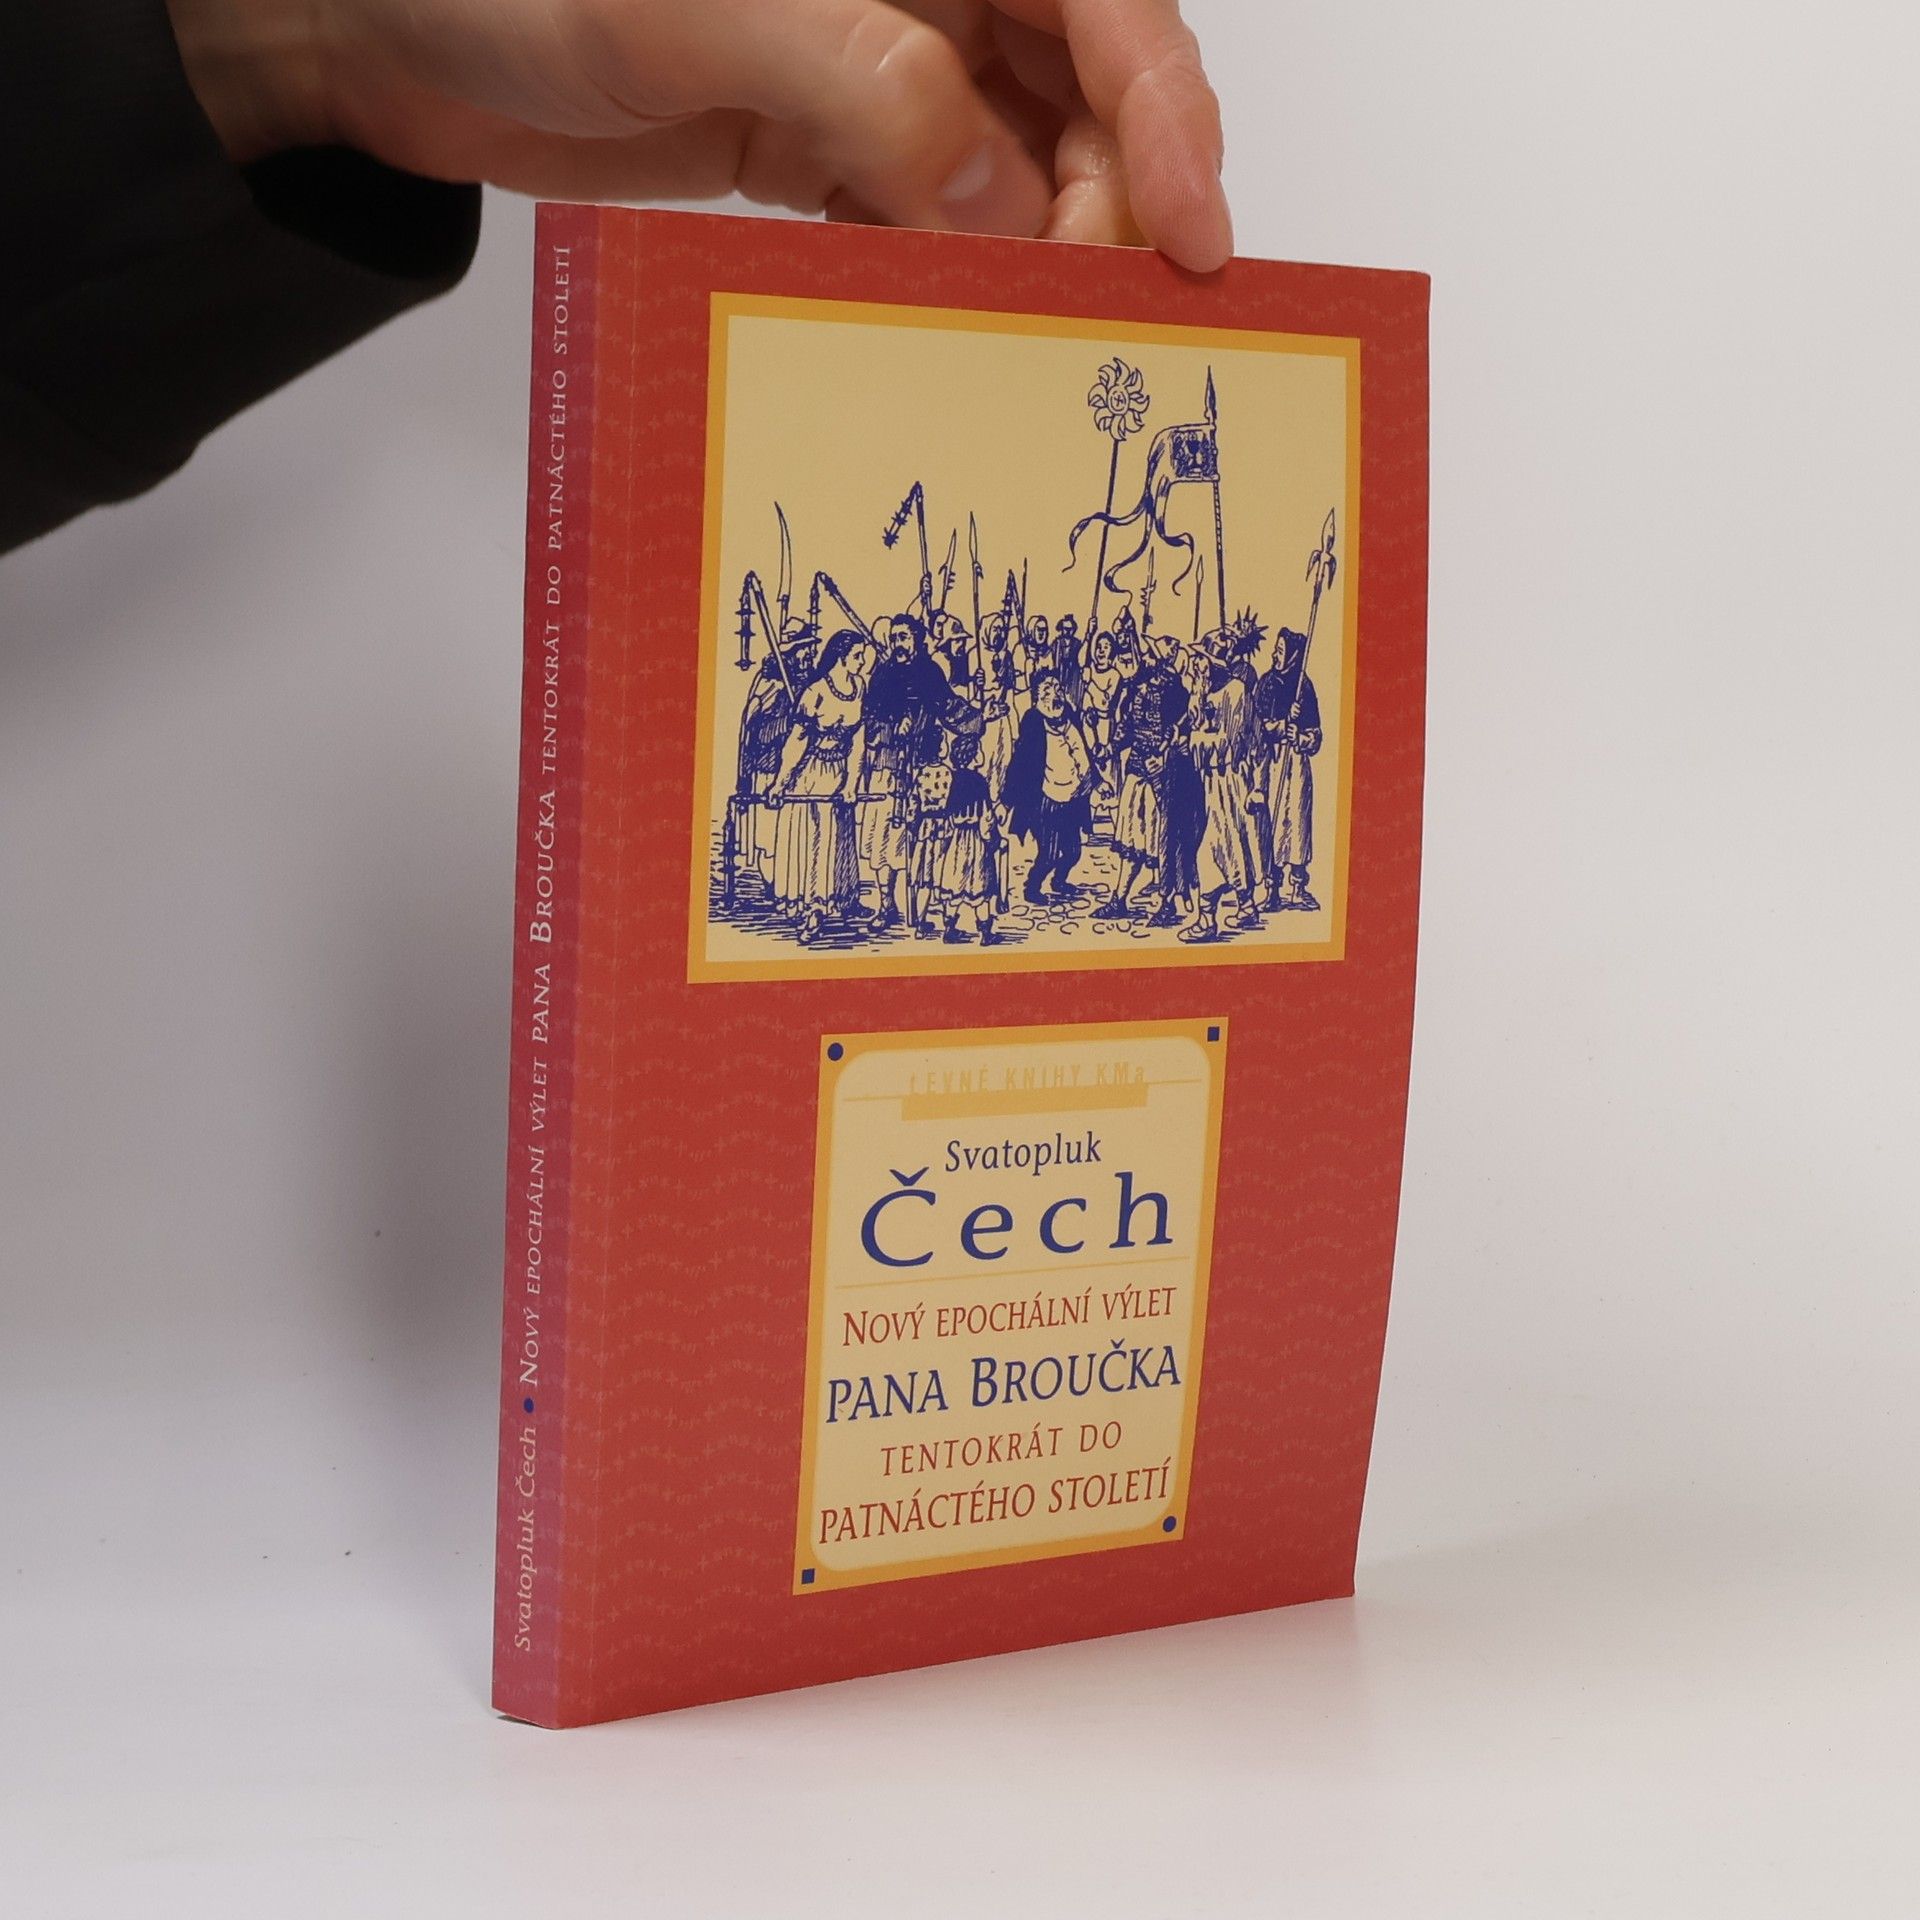 Svatopluk Čech • Nový epochální výlet pana Broučka tentokrát do patnáctého století
LEVNÉ KNIHY KMa
Svatopluk
Čech
Nový epochální výlet
pana Broučka
tentokrát do
patnáctého století